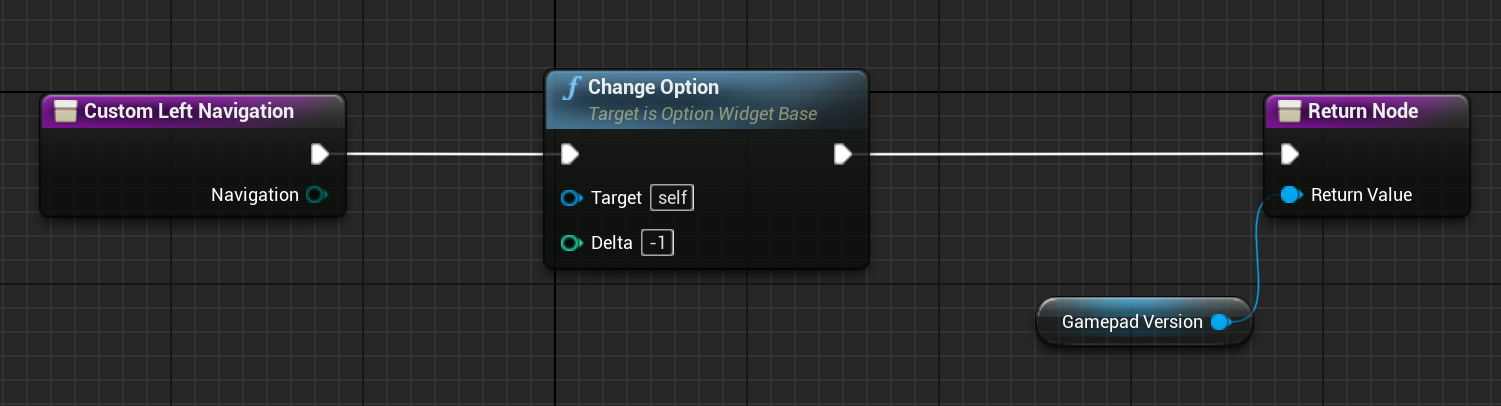 Custom Left Navigation
Navigation
Change Option
Target is Option Widget Base
Target self
Delta -1
Return Node
Return Value
Gamepad Version